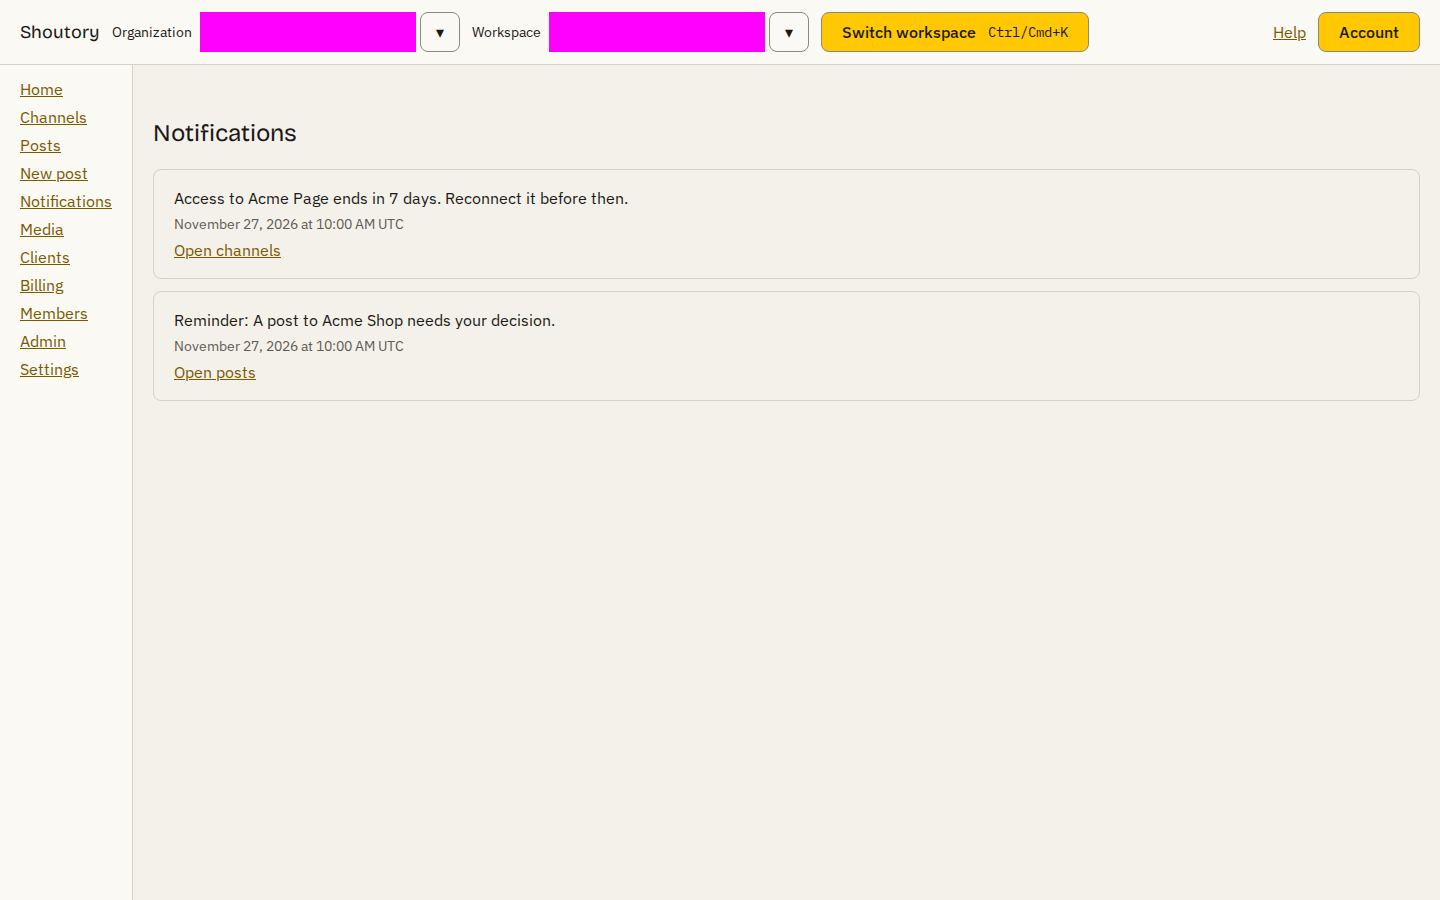 Shoutory Organization ▼ Workspace ▼ Switch workspace Ctrl/Cmd+K Help Account
Home
Channels
Posts
New post
Notifications
Media
Clients
Billing
Members
Admin
Settings
Notifications
Access to Acme Page ends in 7 days. Reconnect it before then.
November 27, 2026 at 10:00 AM UTC
Open channels
Reminder: A post to Acme Shop needs your decision.
November 27, 2026 at 10:00 AM UTC
Open posts